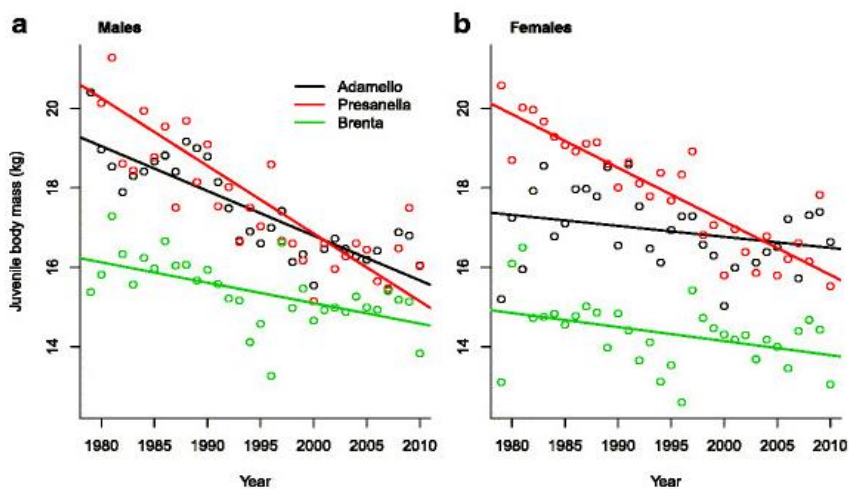 a Males
b Females
Adamello
Presanella
Brenta
Juvenile body mass (kg)
20
18
16
14
1980 1985 1990 1995 2000 2005 2010
Year
20
18
16
14
1980 1985 1990 1995 2000 2005 2010
Year